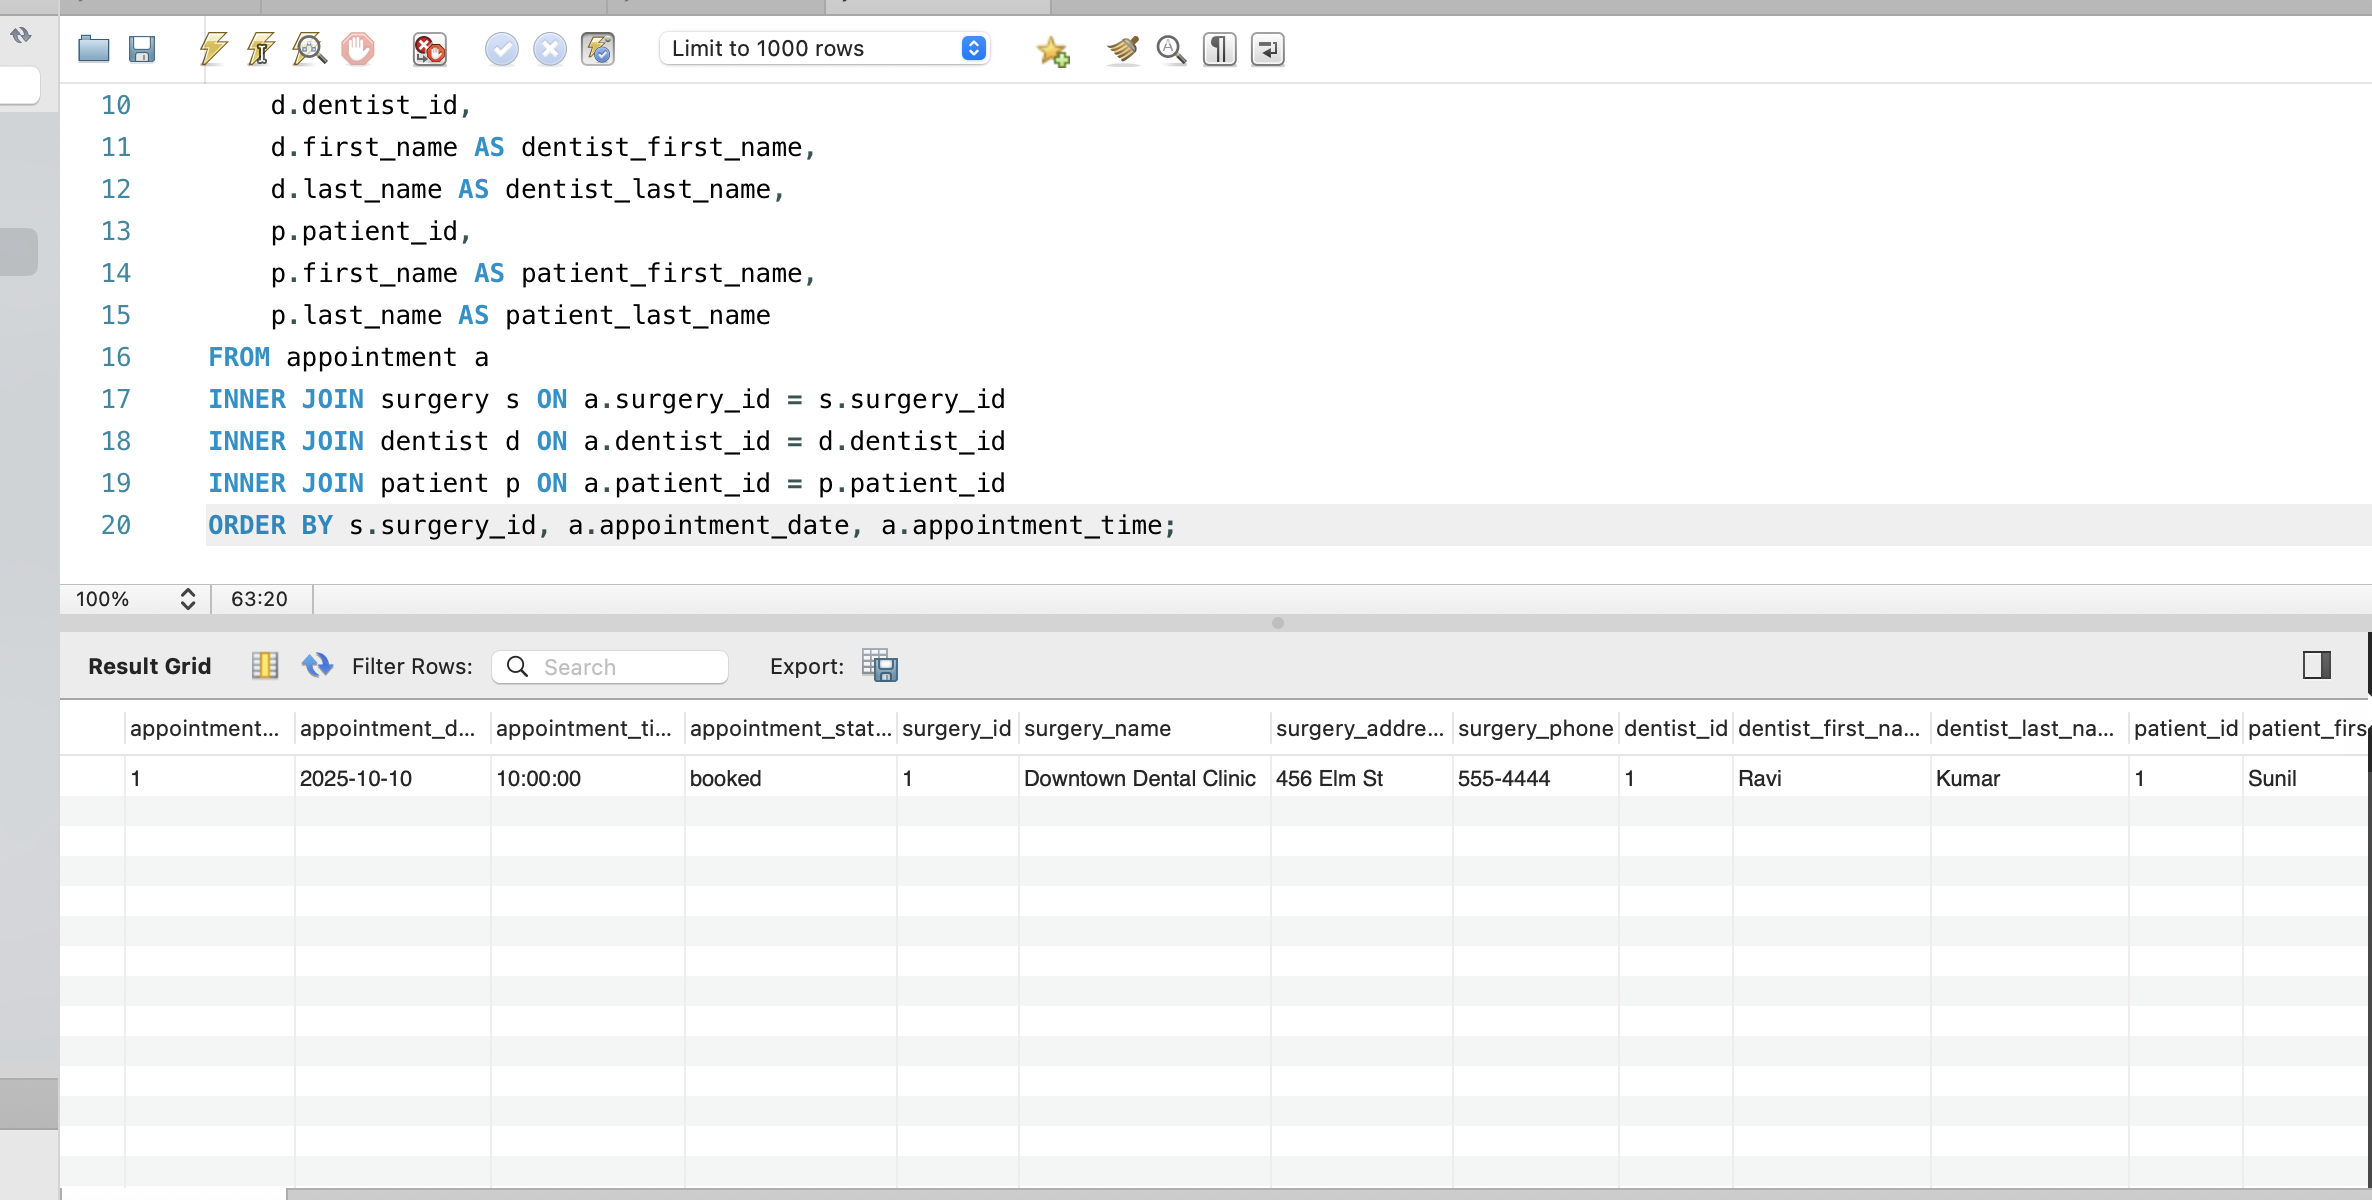 Limit to 1000 rows
10 d.dentist_id,
11 d.first_name AS dentist_first_name,
12 d.last_name AS dentist_last_name,
13 p.patient_id,
14 p.first_name AS patient_first_name,
15 p.last_name AS patient_last_name
16 FROM appointment a
17 INNER JOIN surgery s ON a.surgery_id = s.surgery_id
18 INNER JOIN dentist d ON a.dentist_id = d.dentist_id
19 INNER JOIN patient p ON a.patient_id = p.patient_id
20 ORDER BY s.surgery_id, a.appointment_date, a.appointment_time;
100% 63:20
Result Grid Filter Rows: Search Export:
appointment... appointment_d... appointment_ti... appointment_stat... surgery_id surgery_name surgery_addre... surgery_phone dentist_id dentist_first_na... dentist_last_na... patient_id patient_firs
1 2025-10-10 10:00:00 booked 1 Downtown Dental Clinic 456 Elm St 555-4444 1 Ravi Kumar 1 Sunil